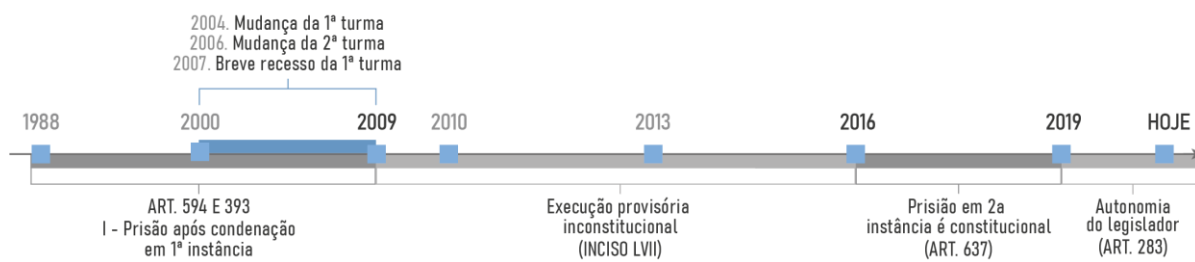 2004. Mudança da 1ª turma
2006. Mudança da 2ª turma
2007. Breve recesso da 1ª turma
1988
2000
2009
2010
2013
2016
2019
HOJE
ART. 594 E 393
I - Prisão após condenação
em 1ª instância
Execução provisória
inconstitucional
(INCISO LVII)
Prisião em 2a
instância é constitucional
(ART. 637)
Autonomia
do legislador
(ART. 283)